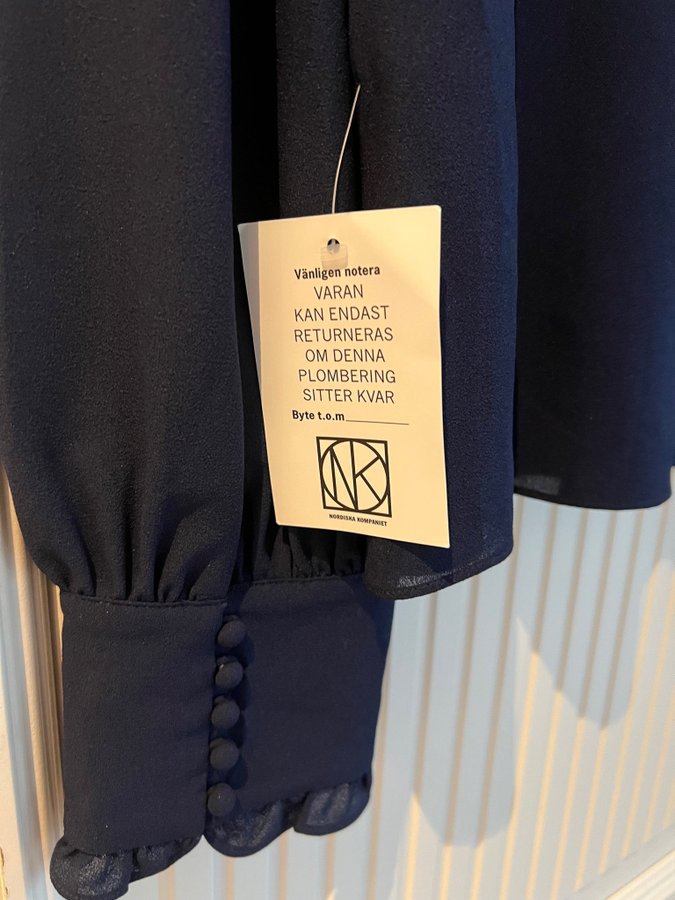 Vänligen notera
VARAN
KAN ENDAST
RETURNERAS
OM DENNA
PLOMBERING
SITTER KVAR
Byte t.o.m
NK
NORDISKA KOMPANIET